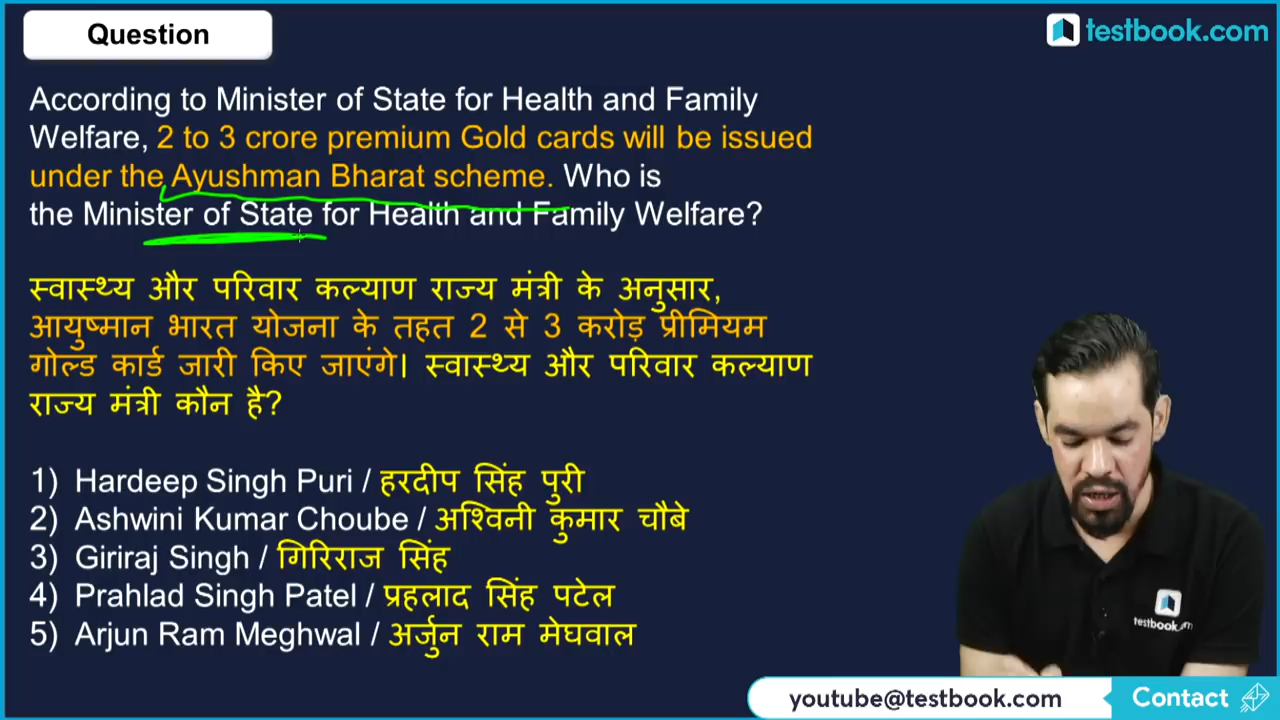 Question
testbook.com
According to Minister of State for Health and Family
Welfare, 2 to 3 crore premium Gold cards will be issued
under the Ayushman Bharat scheme. Who is
the Minister of State for Health and Family Welfare?
स्वास्थ्य और परिवार कल्याण राज्य मंत्री के अनुसार,
आयुष्मान भारत योजना के तहत 2 से 3 करोड़ प्रीमियम
गोल्ड कार्ड जारी किए जाएंगे। स्वास्थ्य और परिवार कल्याण
राज्य मंत्री कौन है?
1) Hardeep Singh Puri / हरदीप सिंह पुरी
2) Ashwini Kumar Choube / अश्विनी कुमार चौबे
3) Giriraj Singh / गिरिराज सिंह
4) Prahlad Singh Patel / प्रहलाद सिंह पटेल
5) Arjun Ram Meghwal / अर्जुन राम मेघवाल
testbook.com
youtube@testbook.com
Contact